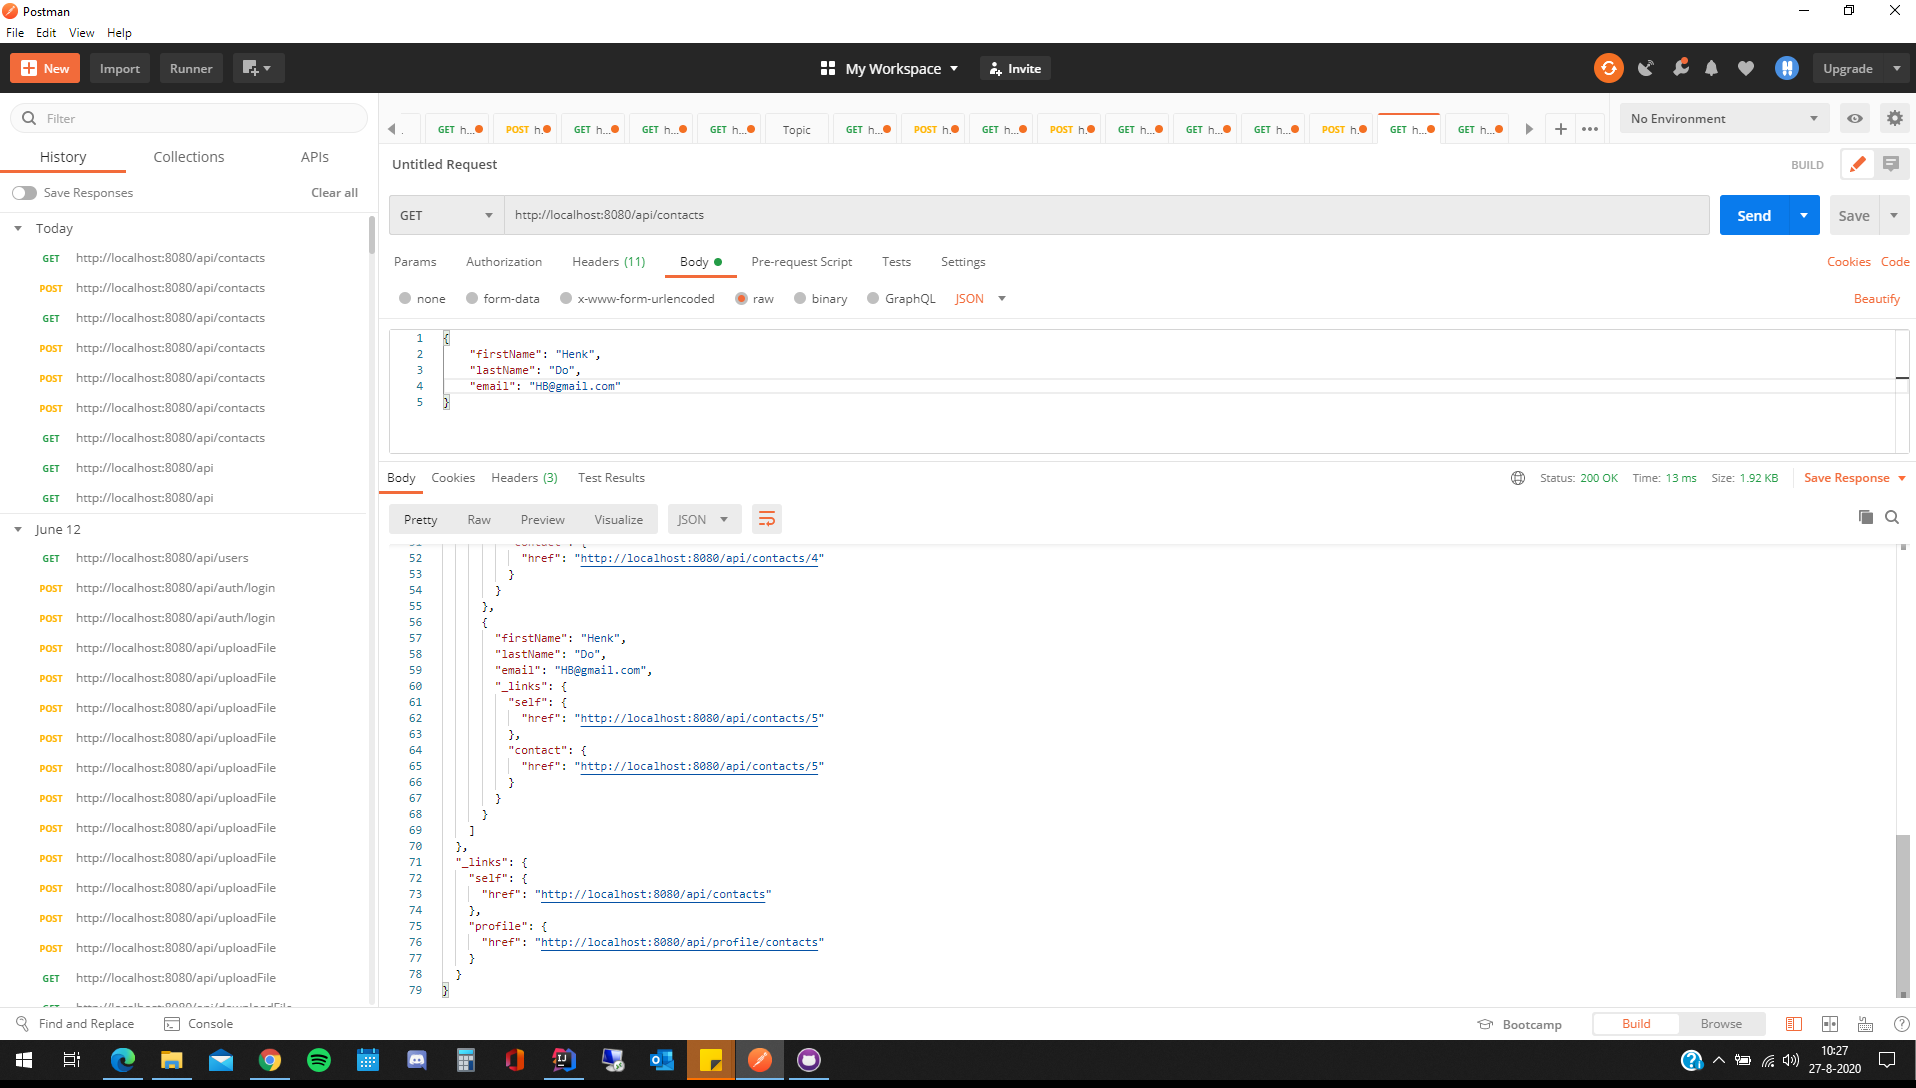 Postman
File Edit View Help
New Import Runner My Workspace Invite Upgrade
Filter
History Collections APIs
Save Responses Clear all
Today
GET http://localhost:8080/api/contacts
POST http://localhost:8080/api/contacts
GET http://localhost:8080/api/contacts
POST http://localhost:8080/api/contacts
POST http://localhost:8080/api/contacts
POST http://localhost:8080/api/contacts
GET http://localhost:8080/api/contacts
GET http://localhost:8080/api
GET http://localhost:8080/api
June 12
GET http://localhost:8080/api/users
POST http://localhost:8080/api/auth/login
POST http://localhost:8080/api/auth/login
POST http://localhost:8080/api/uploadFile
POST http://localhost:8080/api/uploadFile
POST http://localhost:8080/api/uploadFile
POST http://localhost:8080/api/uploadFile
POST http://localhost:8080/api/uploadFile
POST http://localhost:8080/api/uploadFile
POST http://localhost:8080/api/uploadFile
POST http://localhost:8080/api/uploadFile
POST http://localhost:8080/api/uploadFile
POST http://localhost:8080/api/uploadFile
POST http://localhost:8080/api/uploadFile
GET http://localhost:8080/api/uploadFile
. GET h... POST h. GET h... GET h... GET h... Topic GET h... POST h. GET h... POST h. GET h... GET h... GET h... POST h. GET h... GET h... No Environment
Untitled Request BUILD
GET http://localhost:8080/api/contacts Send Save
Params Authorization Headers (11) Body Pre-request Script Tests Settings Cookies Code
none form-data x-www-form-urlencoded raw binary GraphQL JSON Beautify
1 {
2 "firstName": "Henk",
3 "lastName": "Do",
4 "email": "HB@gmail.com"
5 }
Body Cookies Headers (3) Test Results Status: 200 OK Time: 13 ms Size: 1.92 KB Save Response
Pretty Raw Preview Visualize JSON
52 "href": "http://localhost:8080/api/contacts/4"
53 }
54 }
55 },
56 {
57 "firstName": "Henk",
58 "lastName": "Do",
59 "email": "HB@gmail.com",
60 "_links": {
61 "self": {
62 "href": "http://localhost:8080/api/contacts/5"
63 },
64 "contact": {
65 "href": "http://localhost:8080/api/contacts/5"
66 }
67 }
68 }
69 ]
70 },
71 "_links": {
72 "self": {
73 "href": "http://localhost:8080/api/contacts"
74 },
75 "profile": {
76 "href": "http://localhost:8080/api/profile/contacts"
77 }
78 }
79 }
Find and Replace Console Bootcamp Build Browse
10:27
27-8-2020